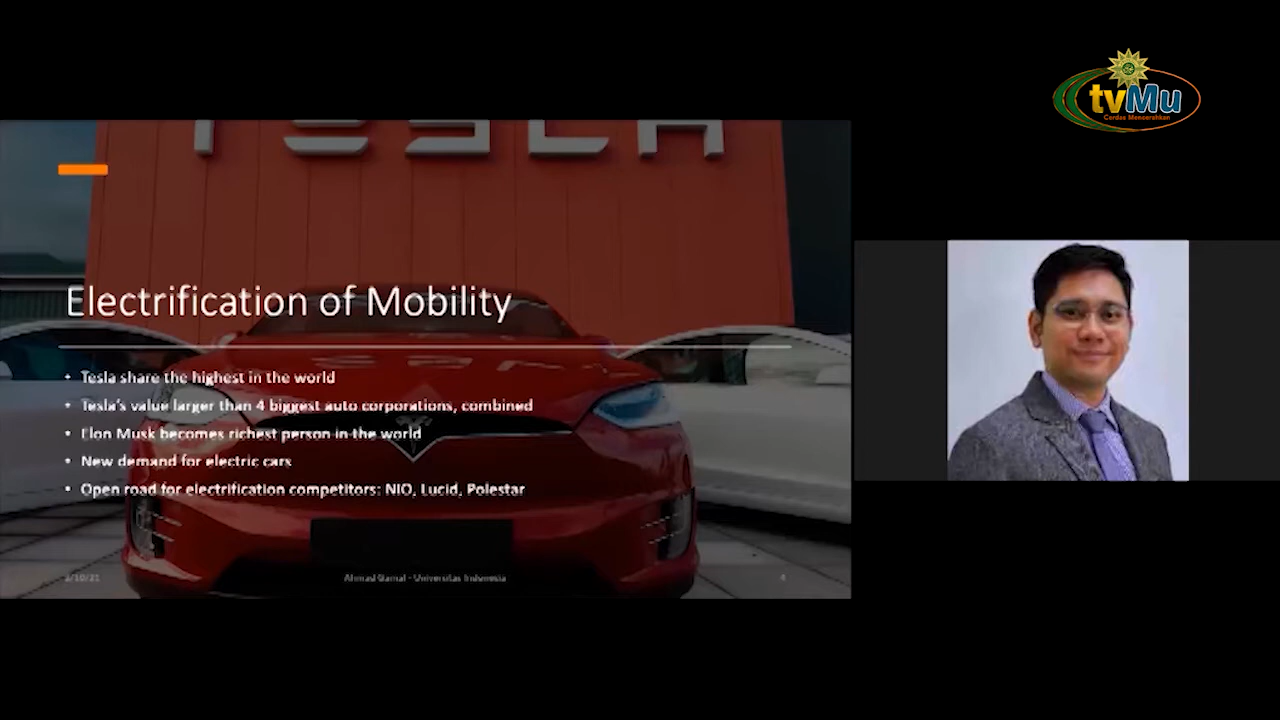 tvMu
Cerdas Mencerahkan
TESLA
Electrification of Mobility
• Tesla share the highest in the world
• Tesla's value larger than 4 biggest auto corporations, combined
• Elon Musk becomes richest person in the world
• New demand for electric cars
• Open road for electrification competitors: NIO, Lucid, Polestar
Ahmad Gamal - Universitas Indonesia
4